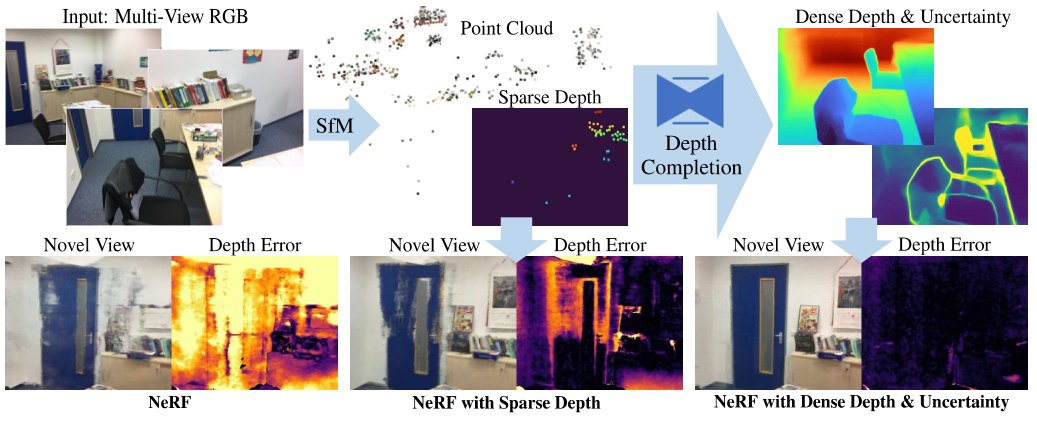 Input: Multi-View RGB
SfM
Point Cloud
Sparse Depth
Depth
Completion
Dense Depth & Uncertainty
Novel View
Depth Error
NeRF
Novel View
Depth Error
NeRF with Sparse Depth
Novel View
Depth Error
NeRF with Dense Depth & Uncertainty